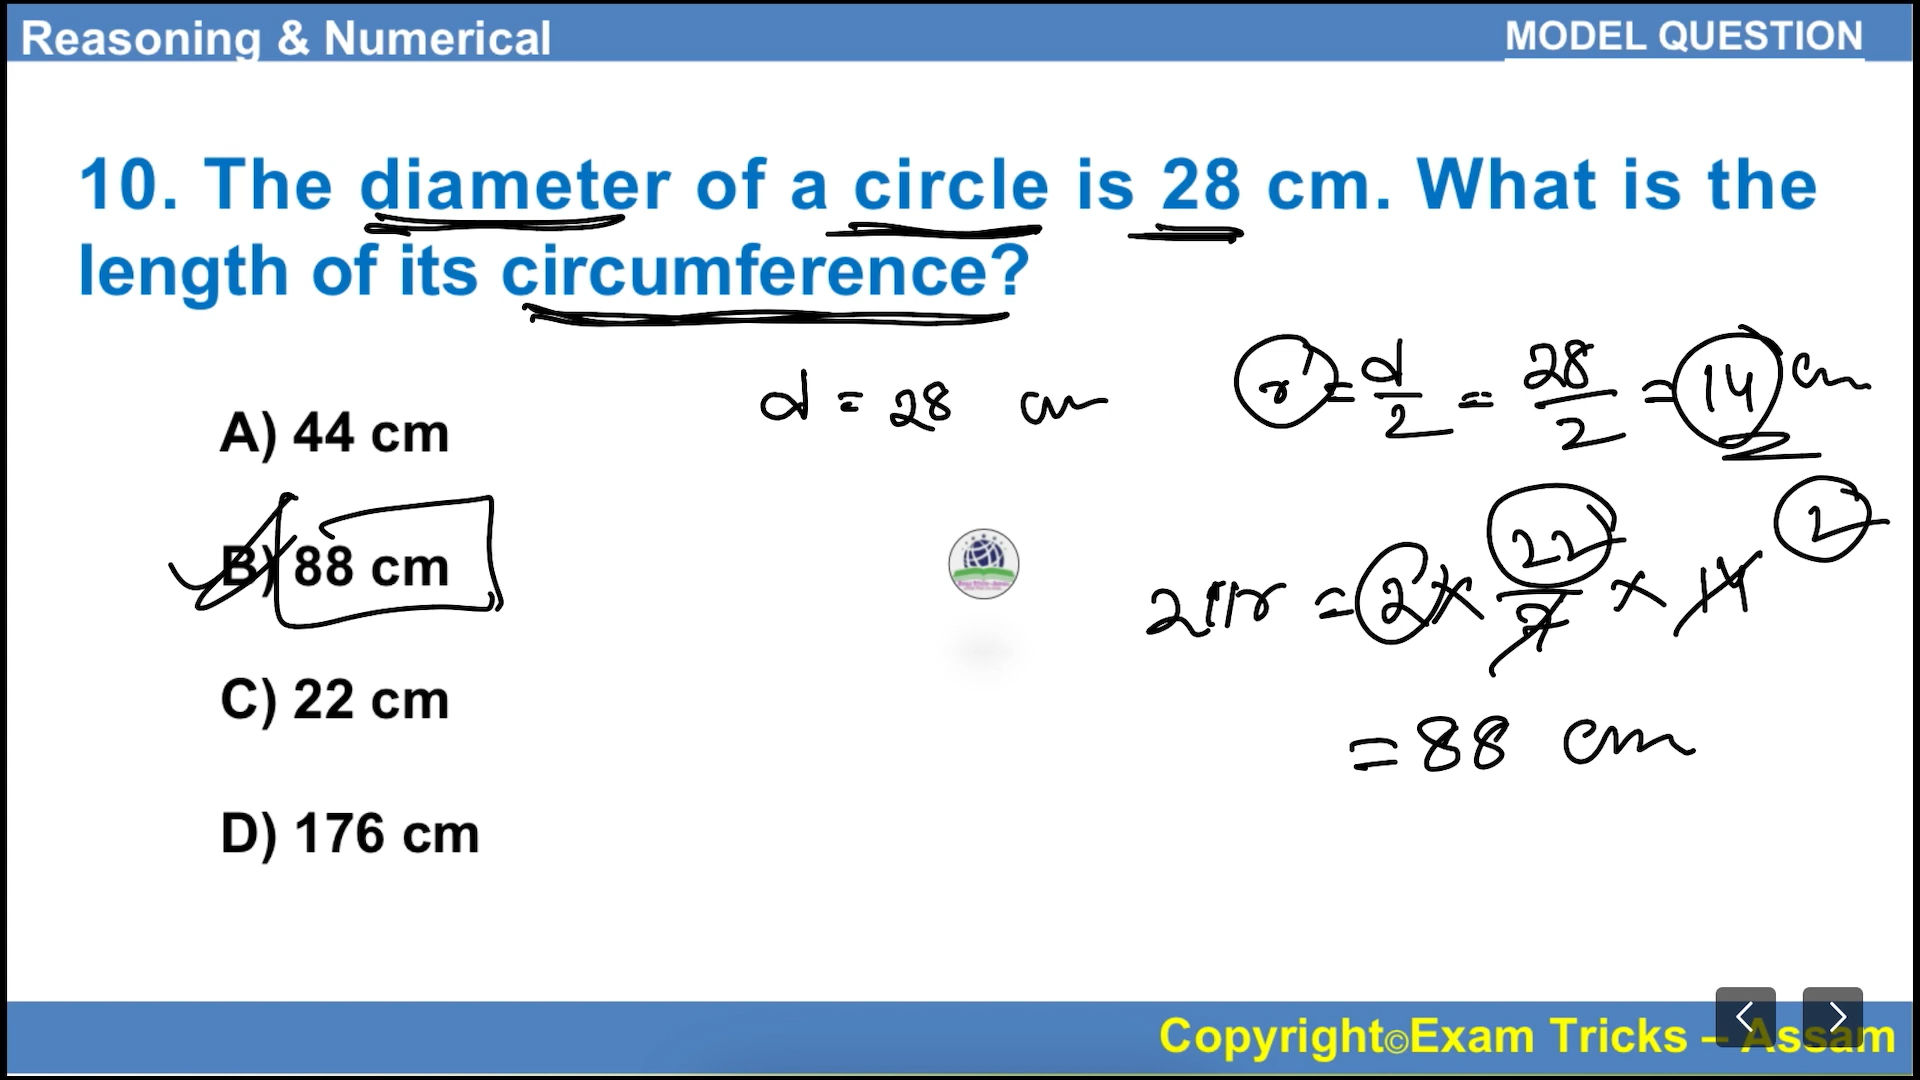 Reasoning & Numerical
MODEL QUESTION
10. The diameter of a circle is 28 cm. What is the
length of its circumference?
A) 44 cm
B) 88 cm
C) 22 cm
D) 176 cm
d = 28 cm
r = d/2 = 28/2 = 14 cm
2πr = 2 × 22/7 × 14 2
= 88 cm
Copyright©Exam Tricks – Assam